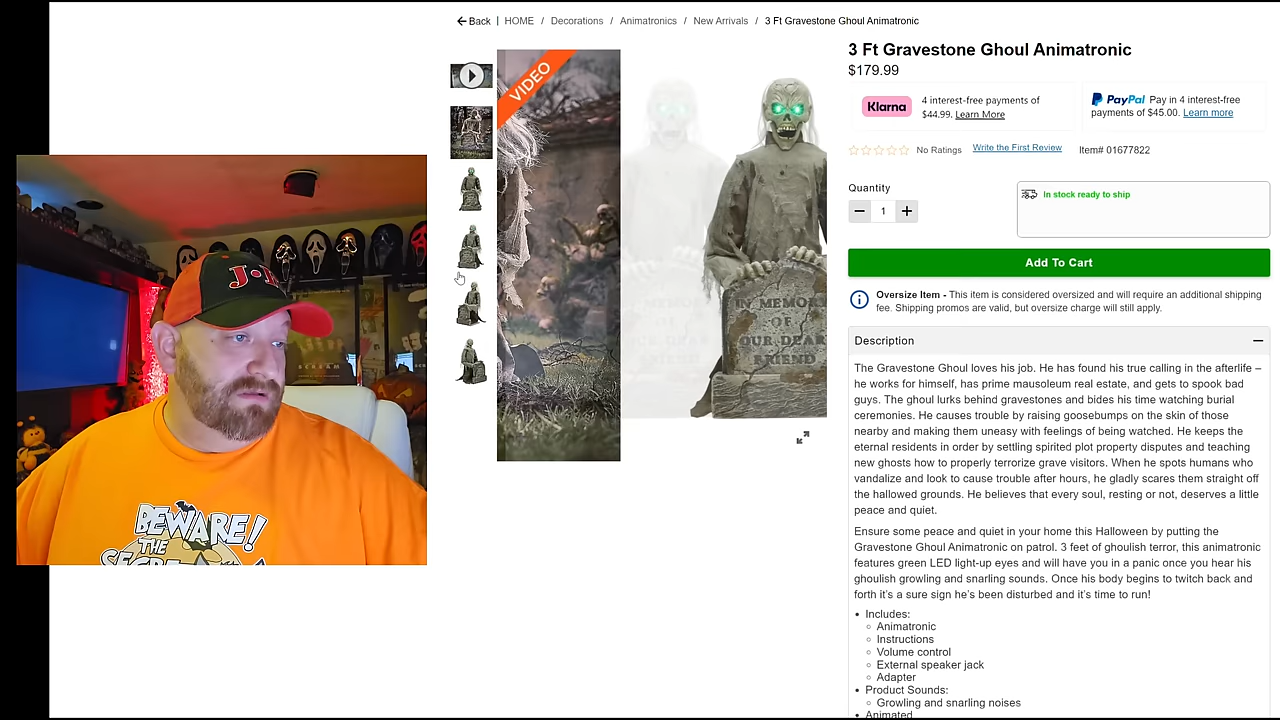 Back | HOME / Decorations / Animatronics / New Arrivals / 3 Ft Gravestone Ghoul Animatronic
VIDEO
IN MEMORY
OF
OUR DEAR
FRIEND
3 Ft Gravestone Ghoul Animatronic
$179.99
Klarna
4 interest-free payments of
$44.99. Learn More
PayPal Pay in 4 interest-free
payments of $45.00. Learn more
No Ratings Write the First Review Item# 01677822
Quantity
1
In stock ready to ship
Add To Cart
Oversize Item - This item is considered oversized and will require an additional shipping
fee. Shipping promos are valid, but oversize charge will still apply.
Description
The Gravestone Ghoul loves his job. He has found his true calling in the afterlife –
he works for himself, has prime mausoleum real estate, and gets to spook bad
guys. The ghoul lurks behind gravestones and bides his time watching burial
ceremonies. He causes trouble by raising goosebumps on the skin of those
nearby and making them uneasy with feelings of being watched. He keeps the
eternal residents in order by settling spirited plot property disputes and teaching
new ghosts how to properly terrorize grave visitors. When he spots humans who
vandalize and look to cause trouble after hours, he gladly scares them straight off
the hallowed grounds. He believes that every soul, resting or not, deserves a little
peace and quiet.
Ensure some peace and quiet in your home this Halloween by putting the
Gravestone Ghoul Animatronic on patrol. 3 feet of ghoulish terror, this animatronic
features green LED light-up eyes and will have you in a panic once you hear his
ghoulish growling and snarling sounds. Once his body begins to twitch back and
forth it's a sure sign he's been disturbed and it's time to run!
• Includes:
Animatronic
Instructions
Volume control
External speaker jack
Adapter
• Product Sounds:
Growling and snarling noises
• Animated
SCREAM
BEWARE!
THE